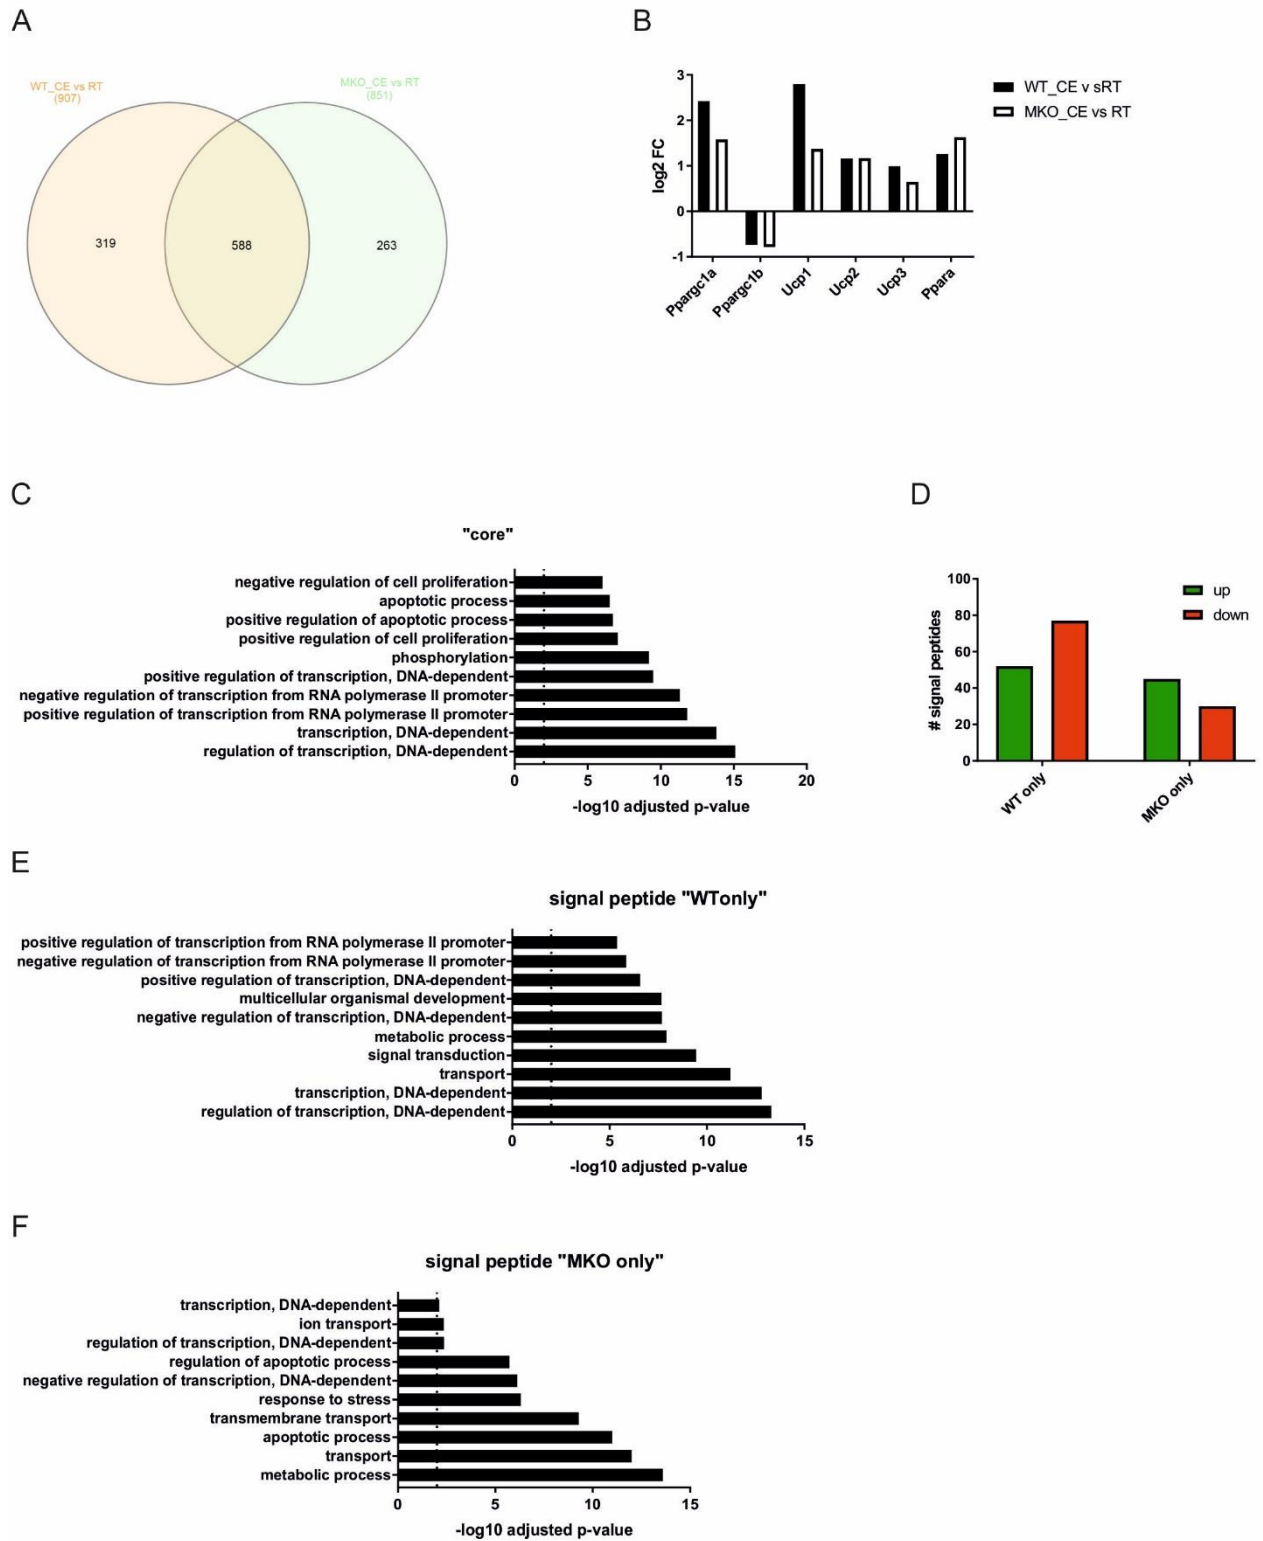 A
WT_CE vs RT
(907)
MKO_CE vs RT
(851)
319
588
263
B
3
2
1
0
-1
log2 FC
Ppargc1a
Ppargc1b
Ucp1
Ucp2
Ucp3
Ppara
WT_CE v sRT
MKO_CE vs RT
C
"core"
negative regulation of cell proliferation
apoptotic process
positive regulation of apoptotic process
positive regulation of cell proliferation
phosphorylation
positive regulation of transcription, DNA-dependent
negative regulation of transcription from RNA polymerase II promoter
positive regulation of transcription from RNA polymerase II promoter
transcription, DNA-dependent
regulation of transcription, DNA-dependent
0 5 10 15 20
-log10 adjusted p-value
D
100
80
60
40
20
0
# signal peptides
up
down
WT only
MKO only
E
signal peptide "WTonly"
positive regulation of transcription from RNA polymerase II promoter
negative regulation of transcription from RNA polymerase II promoter
positive regulation of transcription, DNA-dependent
multicellular organismal development
negative regulation of transcription, DNA-dependent
metabolic process
signal transduction
transport
transcription, DNA-dependent
regulation of transcription, DNA-dependent
0 5 10 15
-log10 adjusted p-value
F
signal peptide "MKO only"
transcription, DNA-dependent
ion transport
regulation of transcription, DNA-dependent
regulation of apoptotic process
negative regulation of transcription, DNA-dependent
response to stress
transmembrane transport
apoptotic process
transport
metabolic process
0 5 10 15
-log10 adjusted p-value